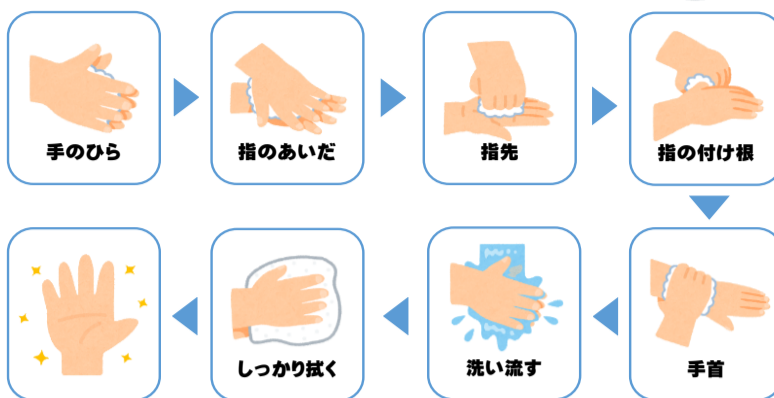 手のひら
指のあいだ
指先
指の付け根
手首
洗い流す
しっかり拭く